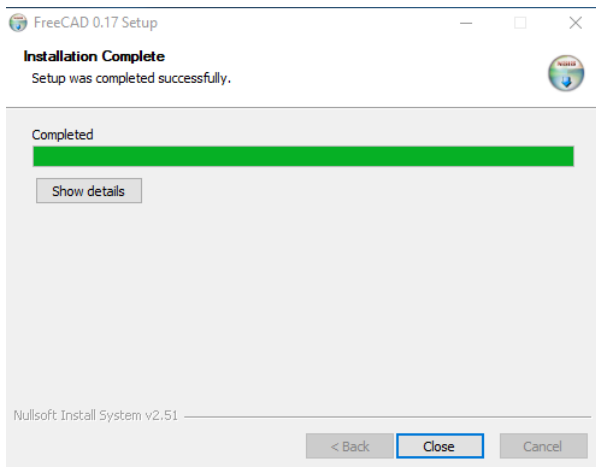 FreeCAD 0.17 Setup
Installation Complete
Setup was completed successfully.
Completed
Show details
Nullsoft Install System v2.51
< Back
Close
Cancel